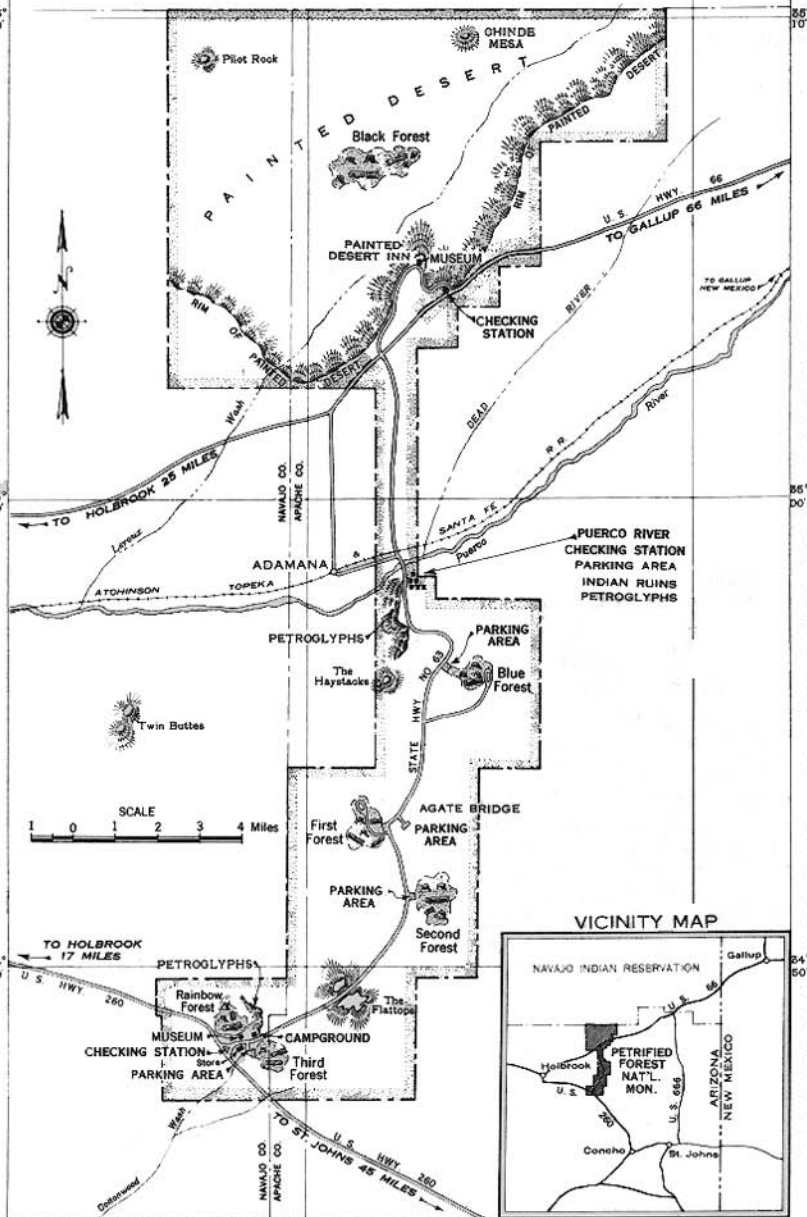 CHINDE
MESA
Pilot Rock
PAINTED DESERT
Black Forest
RIM OF PAINTED DESERT
U. S. HWY. 66
TO GALLUP 66 MILES
PAINTED
DESERT INN
MUSEUM
N
TO GALLUP
NEW MEXICO
CHECKING
STATION
RIM OF PAINTED DESERT
DEAD RIVER
Wash
River
R. R.
TO HOLBROOK 25 MILES
NAVAJO CO.
APACHE CO.
SANTA FE
Puerco
PUERCO RIVER
CHECKING STATION
PARKING AREA
INDIAN RUINS
PETROGLYPHS
ADAMANA
&
ATCHINSON TOPEKA
PETROGLYPHS
PARKING
AREA
The
Haystacks
Blue
Forest
STATE HWY NO 63
Twin Buttes
SCALE
1 0 1 2 3 4 Miles
AGATE BRIDGE
First
Forest
PARKING
AREA
PARKING
AREA
Second
Forest
TO HOLBROOK
17 MILES
U. S. HWY. 260
PETROGLYPHS
Rainbow
Forest
The
Flattops
MUSEUM
CAMPGROUND
CHECKING STATION
Store
PARKING AREA
Third
Forest
Wash
Cottonwood
NAVAJO CO.
APACHE CO.
U. S. HWY 260
TO ST. JOHNS 45 MILES
VICINITY MAP
Gallup
NAVAJO INDIAN RESERVATION
U. S. 66
Holbrook
PETRIFIED
FOREST
NAT'L.
MON.
U. S. 260
U. S. 666
ARIZONA
NEW MEXICO
Concho
St. Johns